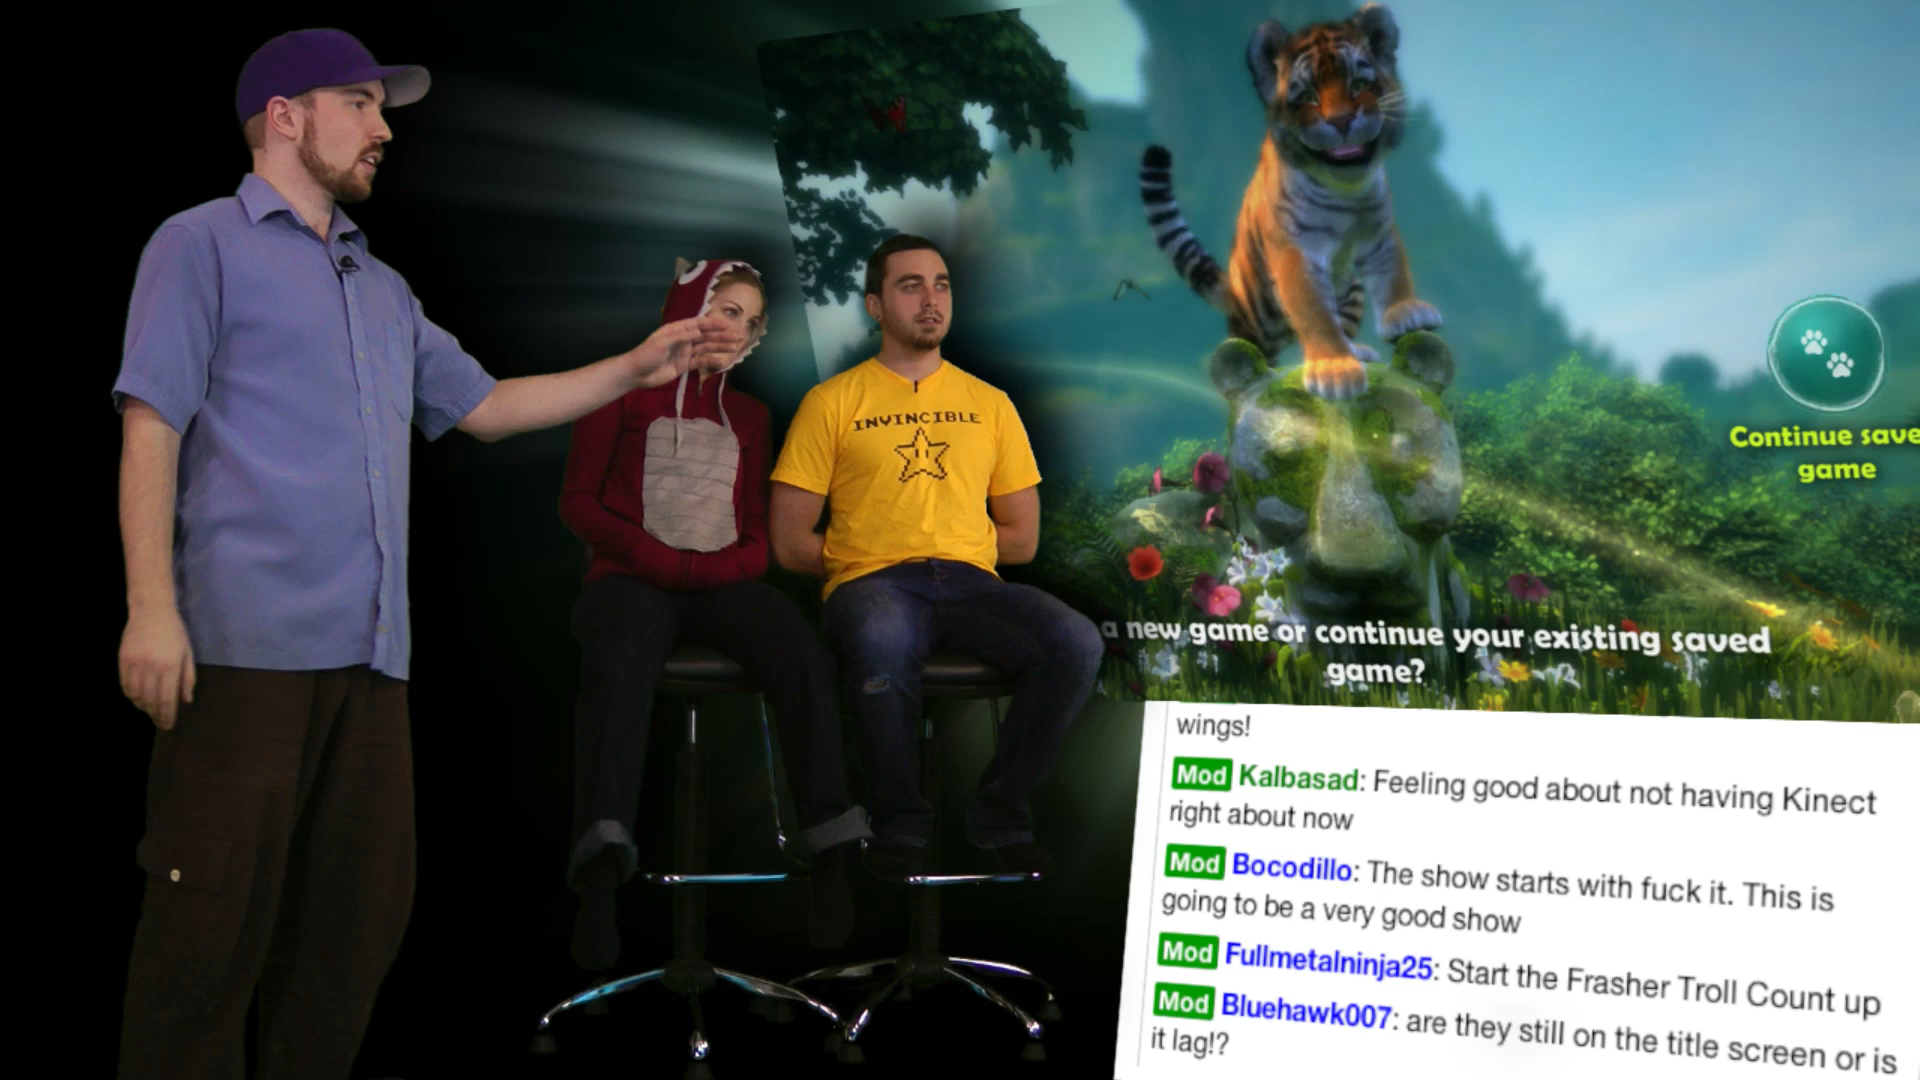 INVINCIBLE
Continue save
game
a new game or continue your existing saved
game?
wings!
Mod Kalbasad: Feeling good about not having Kinect
right about now
Mod Bocodillo: The show starts with fuck it. This is
going to be a very good show
Mod Fullmetalninja25: Start the Frasher Troll Count up
Mod Bluehawk007: are they still on the title screen or is
it lag!?